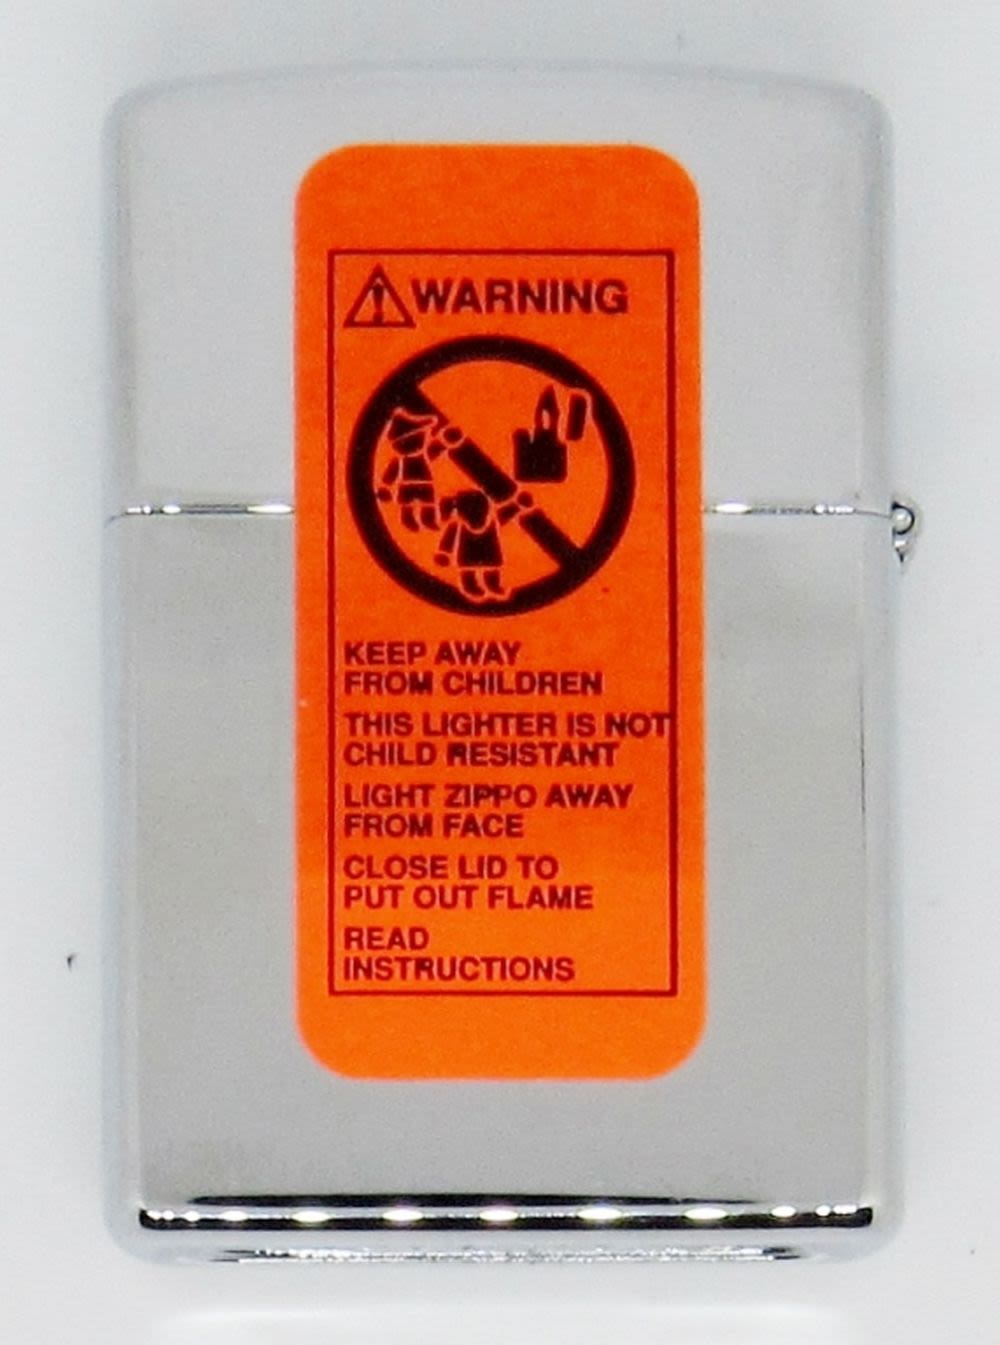 WARNING
KEEP AWAY
FROM CHILDREN
THIS LIGHTER IS NOT
CHILD RESISTANT
LIGHT ZIPPO AWAY
FROM FACE
CLOSE LID TO
PUT OUT FLAME
READ
INSTRUCTIONS